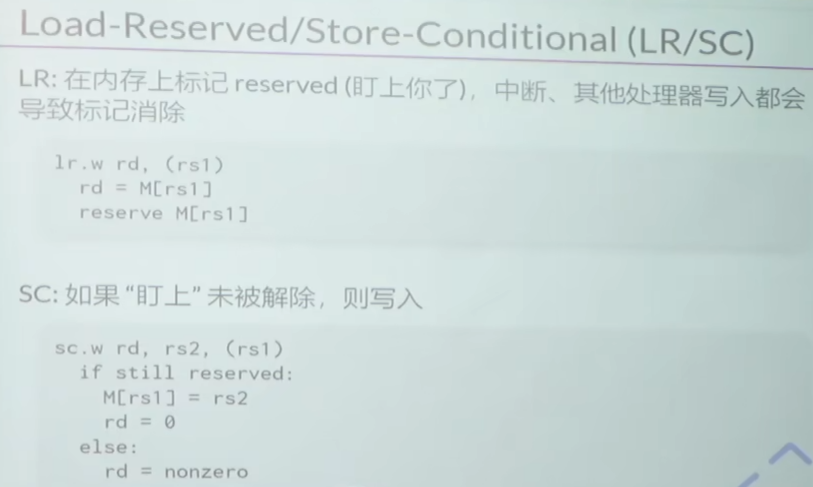 Load-Reserved/Store-Conditional (LR/SC)
LR: 在内存上标记 reserved (盯上你了)，中断、其他处理器写入都会
导致标记消除
lr.w rd, (rs1)
  rd = M[rs1]
  reserve M[rs1]
SC: 如果 “盯上” 未被解除，则写入
sc.w rd, rs2, (rs1)
  if still reserved:
    M[rs1] = rs2
    rd = 0
  else:
    rd = nonzero